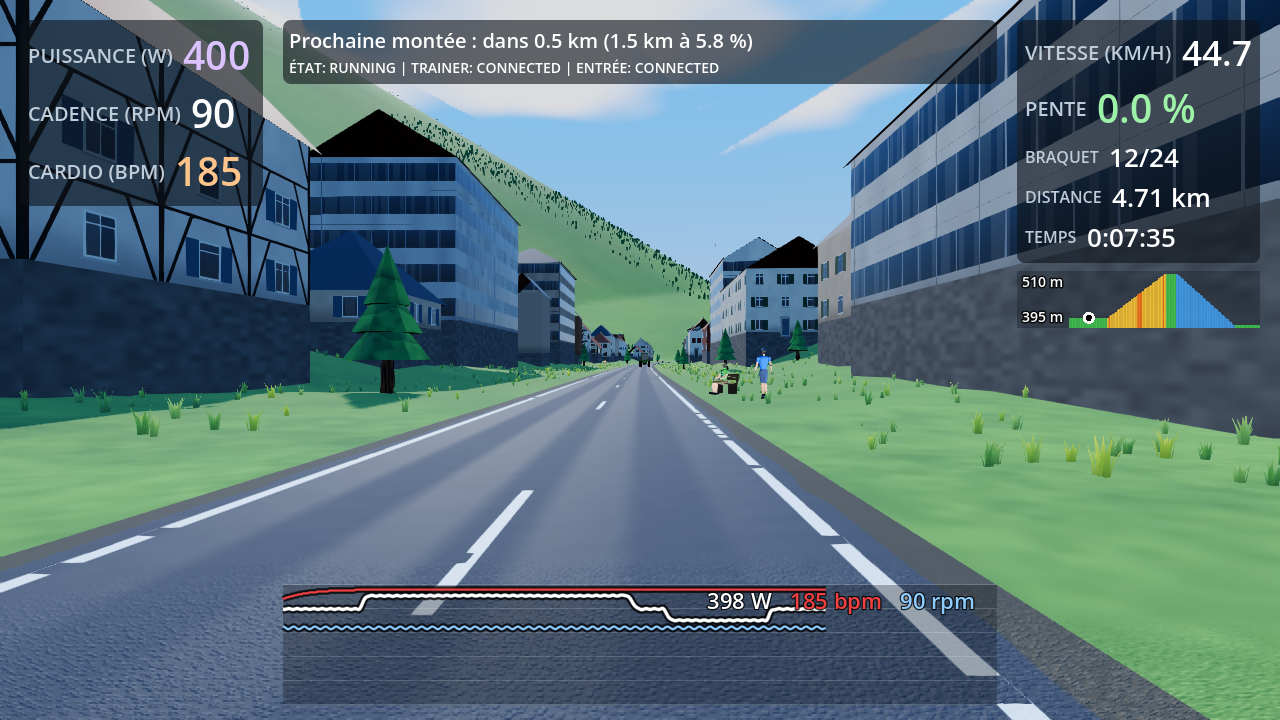 PUISSANCE (W) 400
CADENCE (RPM) 90
CARDIO (BPM) 185
Prochaine montée : dans 0.5 km (1.5 km à 5.8 %)
ÉTAT: RUNNING | TRAINER: CONNECTED | ENTRÉE: CONNECTED
VITESSE (KM/H) 44.7
PENTE 0.0 %
BRAQUET 12/24
DISTANCE 4.71 km
TEMPS 0:07:35
510 m
395 m
398 W 185 bpm 90 rpm